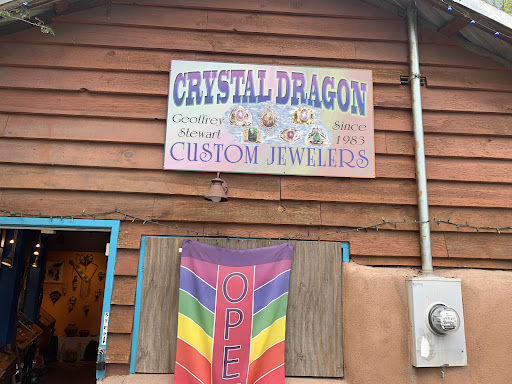 CRYSTAL DRAGON
Geoffrey Stewart
Since 1983
CUSTOM JEWELERS
OPE